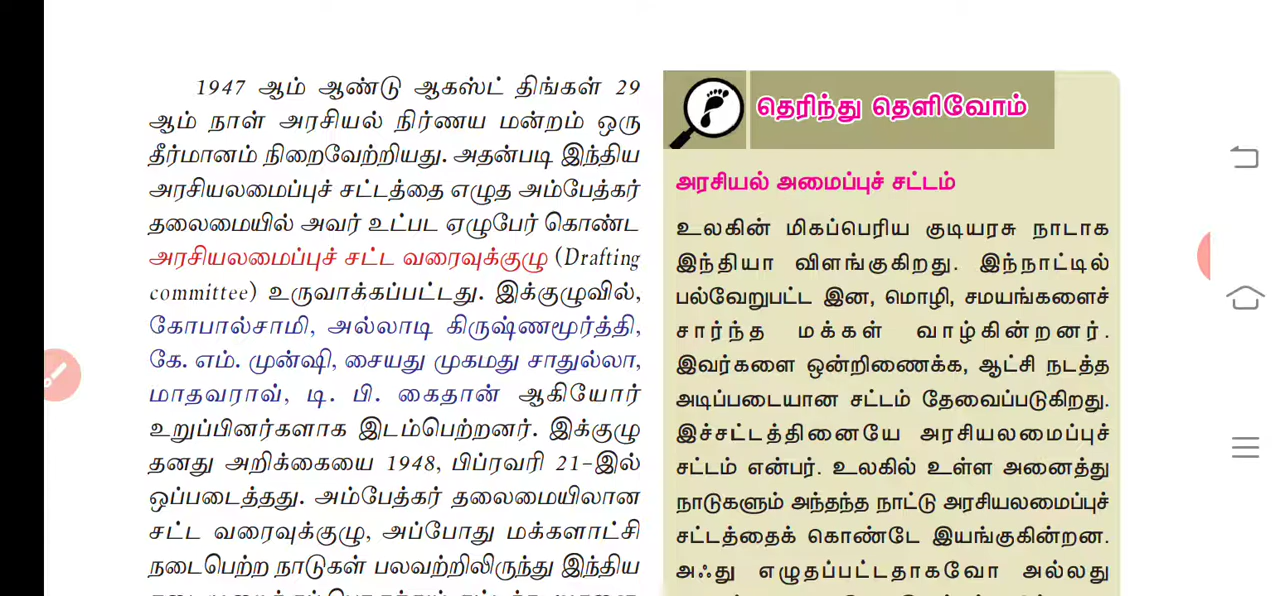 1947 ஆம் ஆண்டு ஆகஸ்ட் திங்கள் 29
ஆம் நாள் அரசியல் நிர்ணய மன்றம் ஒரு
தீர்மானம் நிறைவேற்றியது. அதன்படி இந்திய
அரசியலமைப்புச் சட்டத்தை எழுத அம்பேத்கர்
தலைமையில் அவர் உட்பட ஏழுபேர் கொண்ட
அரசியலமைப்புச் சட்ட வரைவுக்குழு (Drafting
committee) உருவாக்கப்பட்டது. இக்குழுவில்,
கோபால்சாமி, அல்லாடி கிருஷ்ணமூர்த்தி,
கே. எம். முன்ஷி, சையது முகமது சாதுல்லா,
மாதவராவ், டி. பி. கைதான் ஆகியோர்
உறுப்பினர்களாக இடம்பெற்றனர். இக்குழு
தனது அறிக்கையை 1948, பிப்ரவரி 21-இல்
ஒப்படைத்தது. அம்பேத்கர் தலைமையிலான
சட்ட வரைவுக்குழு, அப்போது மக்களாட்சி
நடைபெற்ற நாடுகள் பலவற்றிலிருந்து இந்திய
தெரிந்து தெளிவோம்
அரசியல் அமைப்புச் சட்டம்
உலகின் மிகப்பெரிய குடியரசு நாடாக
இந்தியா விளங்குகிறது. இந்நாட்டில்
பல்வேறுபட்ட இன, மொழி, சமயங்களைச்
சார்ந்த மக்கள் வாழ்கின்றனர்.
இவர்களை ஒன்றிணைக்க, ஆட்சி நடத்த
அடிப்படையான சட்டம் தேவைப்படுகிறது.
இச்சட்டத்தினையே அரசியலமைப்புச்
சட்டம் என்பர். உலகில் உள்ள அனைத்து
நாடுகளும் அந்தந்த நாட்டு அரசியலமைப்புச்
சட்டத்தைக் கொண்டே இயங்குகின்றன.
அஃது எழுதப்பட்டதாகவோ அல்லது